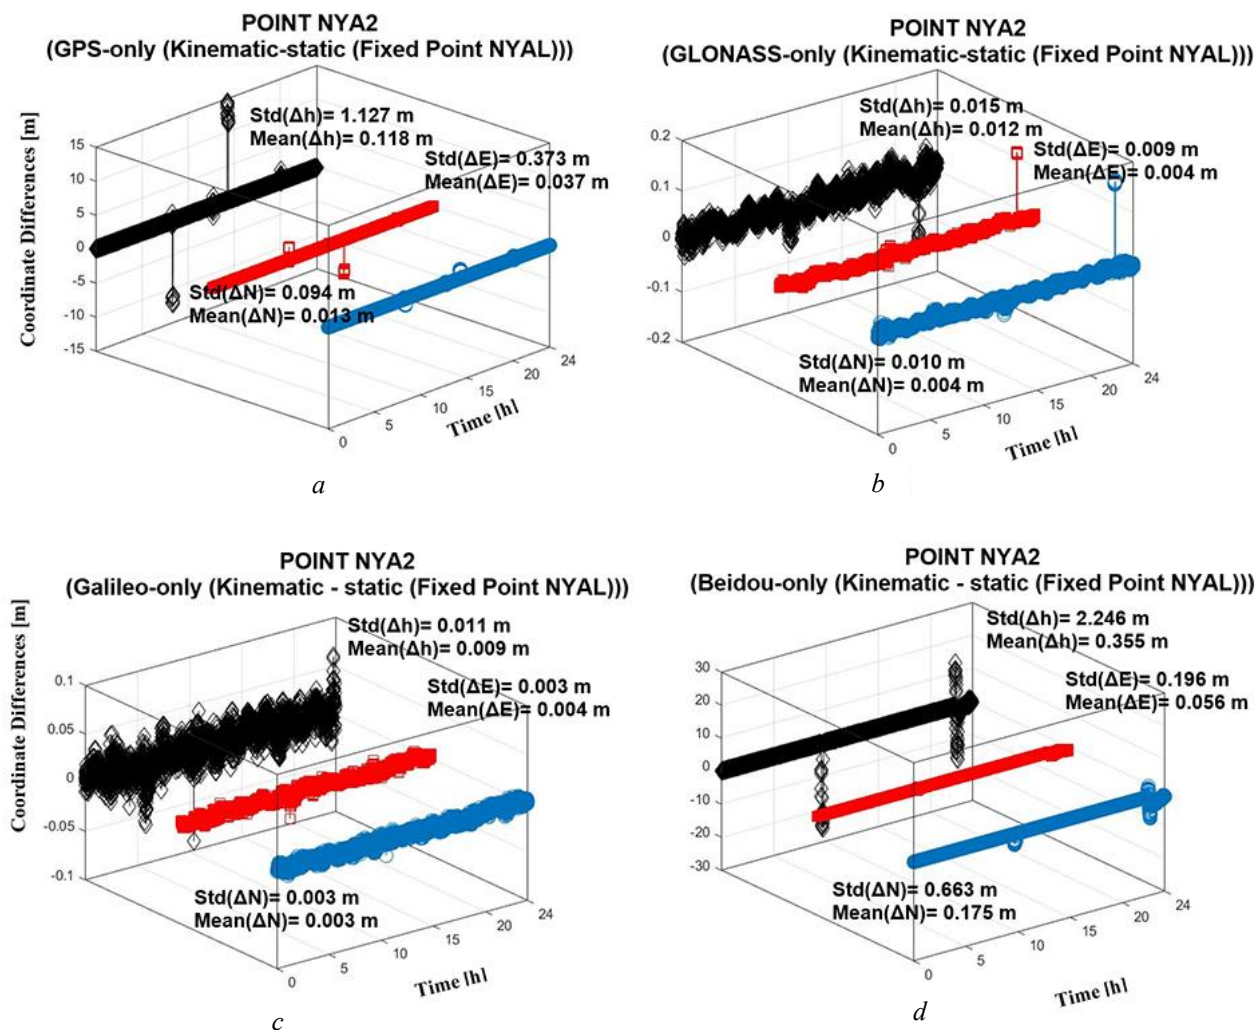 POINT NYA2
(GPS-only (Kinematic-static (Fixed Point NYAL)))
Coordinate Differences [m]
15
10
5
0
-5
-10
-15
Std(Δh)= 1.127 m
Mean(Δh)= 0.118 m
Std(ΔE)= 0.373 m
Mean(ΔE)= 0.037 m
Std(ΔN)= 0.094 m
Mean(ΔN)= 0.013 m
0
5
10
15
20
24
Time [h]
a
POINT NYA2
(GLONASS-only (Kinematic-static (Fixed Point NYAL)))
0.2
0.1
0
-0.1
-0.2
Std(Δh)= 0.015 m
Mean(Δh)= 0.012 m
Std(ΔE)= 0.009 m
Mean(ΔE)= 0.004 m
Std(ΔN)= 0.010 m
Mean(ΔN)= 0.004 m
0
5
10
15
20
24
Time [h]
b
POINT NYA2
(Galileo-only (Kinematic - static (Fixed Point NYAL)))
Coordinate Differences [m]
0.1
0.05
0
-0.05
-0.1
Std(Δh)= 0.011 m
Mean(Δh)= 0.009 m
Std(ΔE)= 0.003 m
Mean(ΔE)= 0.004 m
Std(ΔN)= 0.003 m
Mean(ΔN)= 0.003 m
0
5
10
15
20
24
Time [h]
c
POINT NYA2
(Beidou-only (Kinematic - static (Fixed Point NYAL)))
30
20
10
0
-10
-20
-30
Std(Δh)= 2.246 m
Mean(Δh)= 0.355 m
Std(ΔE)= 0.196 m
Mean(ΔE)= 0.056 m
Std(ΔN)= 0.663 m
Mean(ΔN)= 0.175 m
0
5
10
15
20
24
Time [h]
d